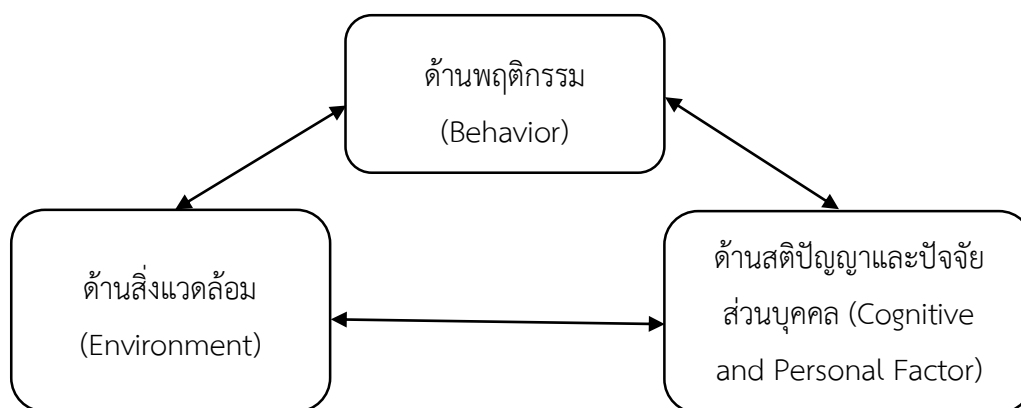 ด้านพฤติกรรม
(Behavior)
ด้านสิ่งแวดล้อม
(Environment)
ด้านสติปัญญาและปัจจัย
ส่วนบุคคล (Cognitive
and Personal Factor)